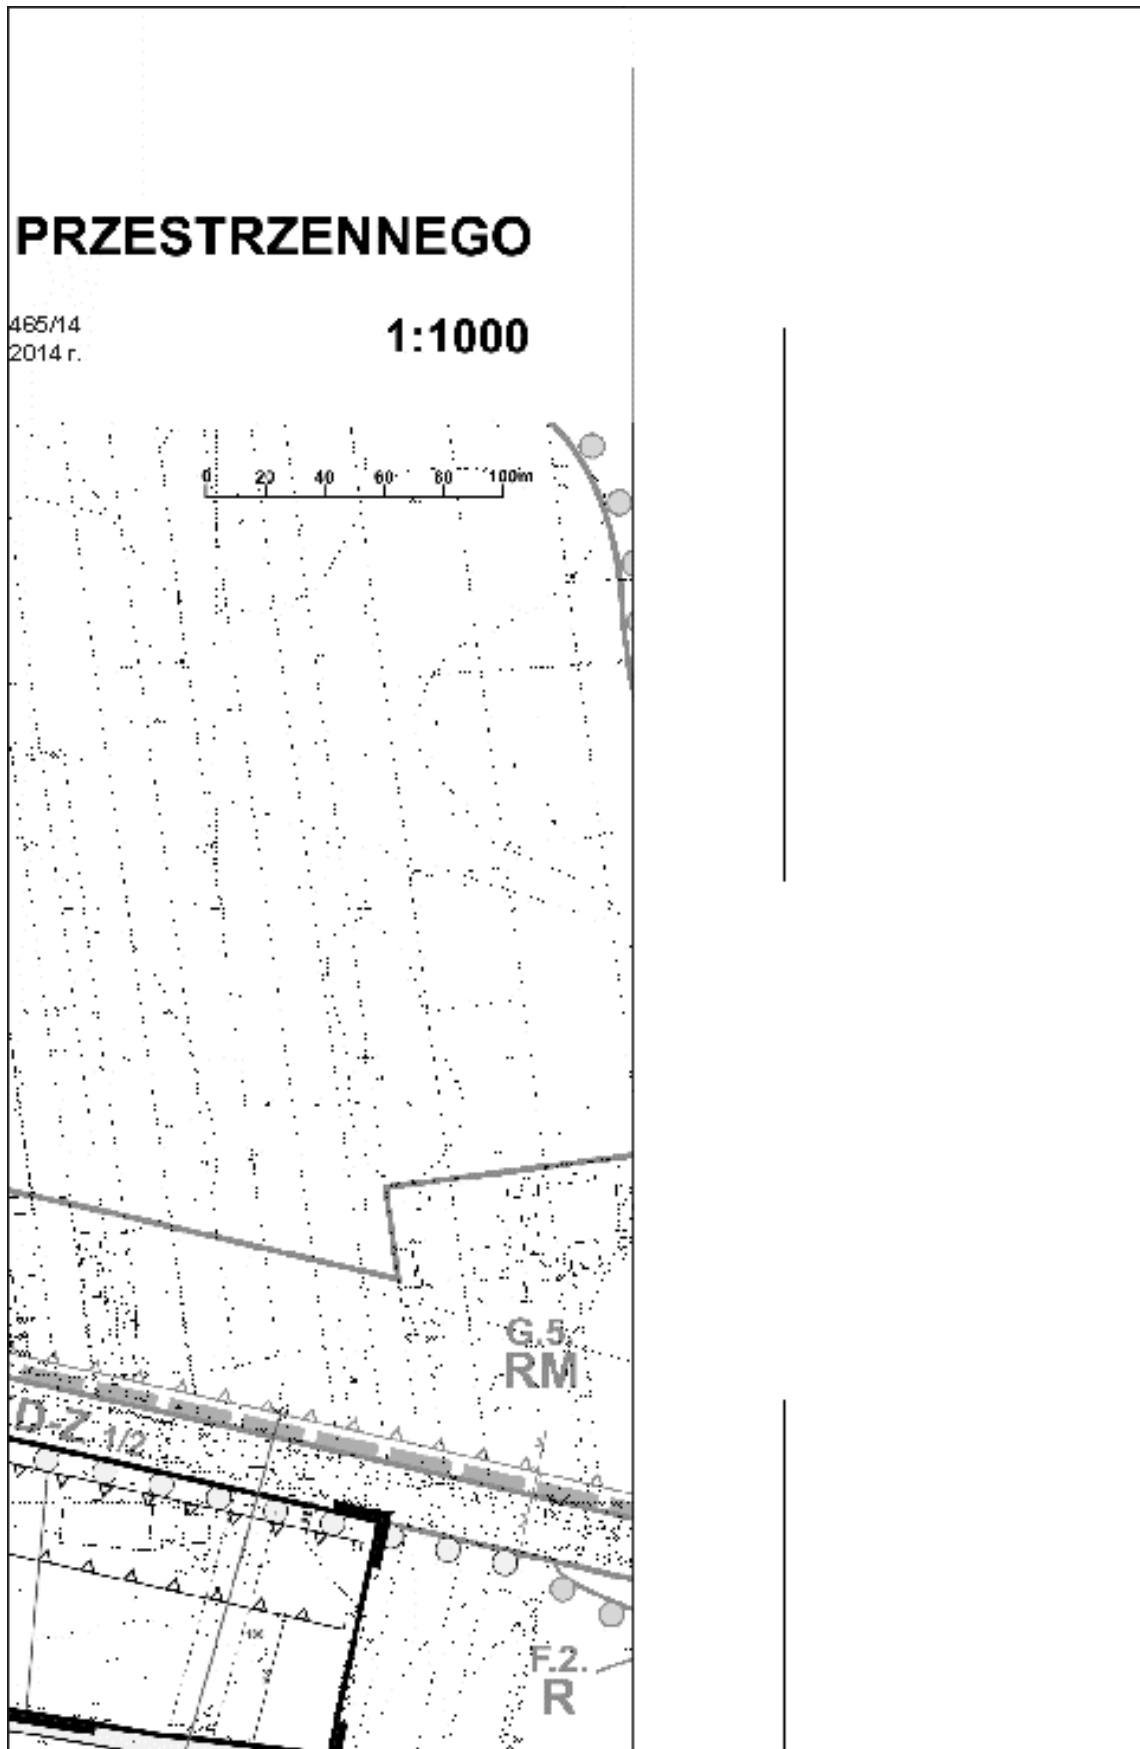 PRZESTRZENNEGO
465/14
2014 r.
1:1000
0 20 40 60 80 100m
G.5.
RM
D-Z 1/2
F.2.
R